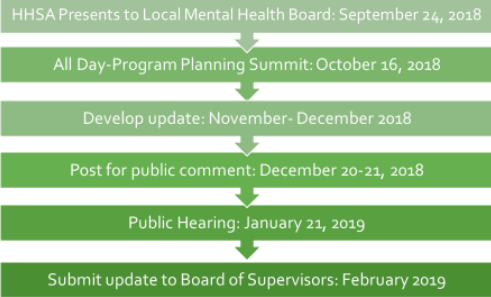 HHSA Presents to Local Mental Health Board: September 24, 2018
All Day-Program Planning Summit: October 16, 2018
Develop update: November- December 2018
Post for public comment: December 20-21, 2018
Public Hearing: January 21, 2019
Submit update to Board of Supervisors: February 2019